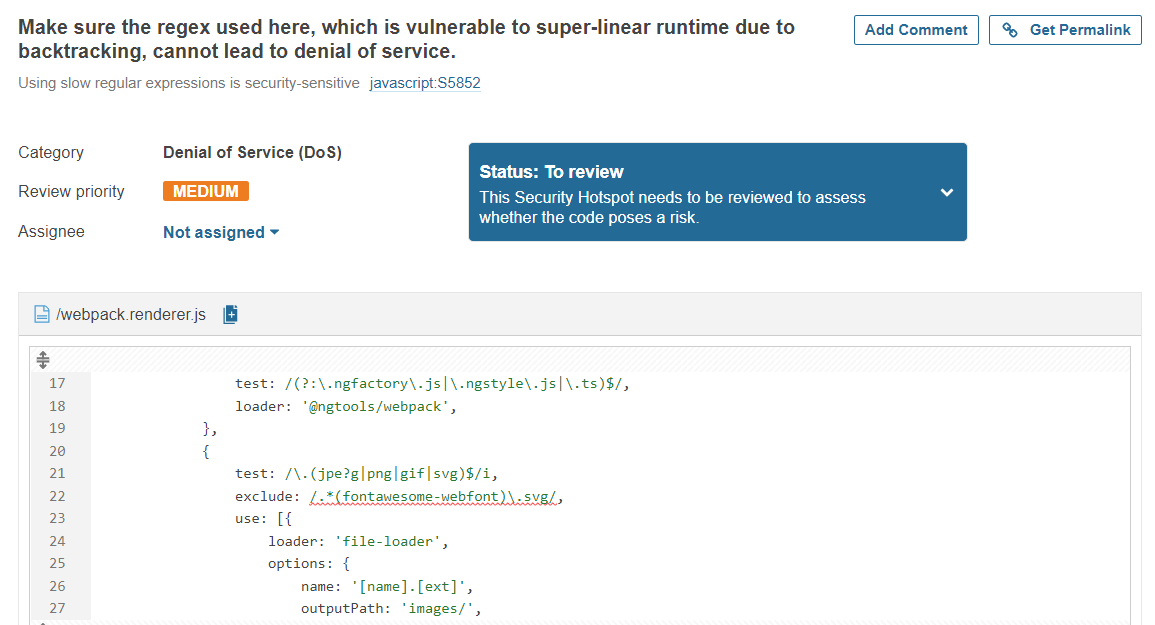 Make sure the regex used here, which is vulnerable to super-linear runtime due to
backtracking, cannot lead to denial of service.
Add Comment
Get Permalink
Using slow regular expressions is security-sensitive javascript:S5852
Category Denial of Service (DoS)
Review priority MEDIUM
Assignee Not assigned
Status: To review
This Security Hotspot needs to be reviewed to assess
whether the code poses a risk.
/webpack.renderer.js
17 test: /(?:\.ngfactory\.js|\.ngstyle\.js|\.ts)$/,
18 loader: '@ngtools/webpack',
19 },
20 {
21 test: /\.(jpe?g|png|gif|svg)$/i,
22 exclude: /.*(fontawesome-webfont)\.svg/,
23 use: [{
24 loader: 'file-loader',
25 options: {
26 name: '[name].[ext]',
27 outputPath: 'images/',